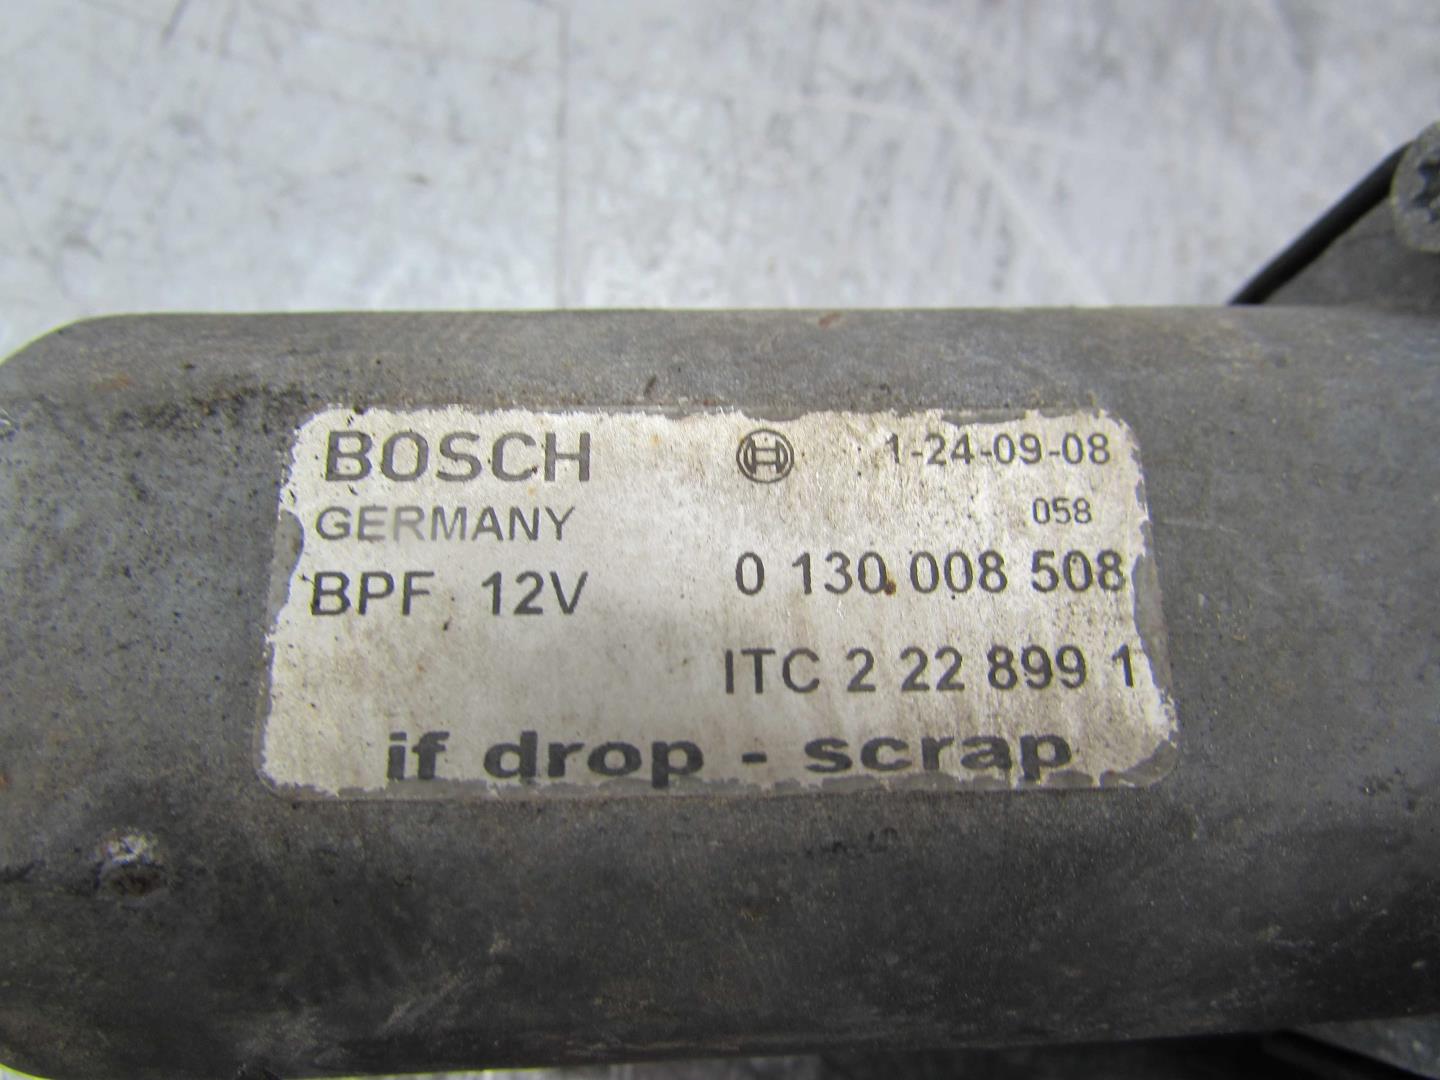 BOSCH 1-24-09-08
GERMANY 058
BPF 12V 0 130 008 508
ITC 2 22 899 1
if drop - scrap